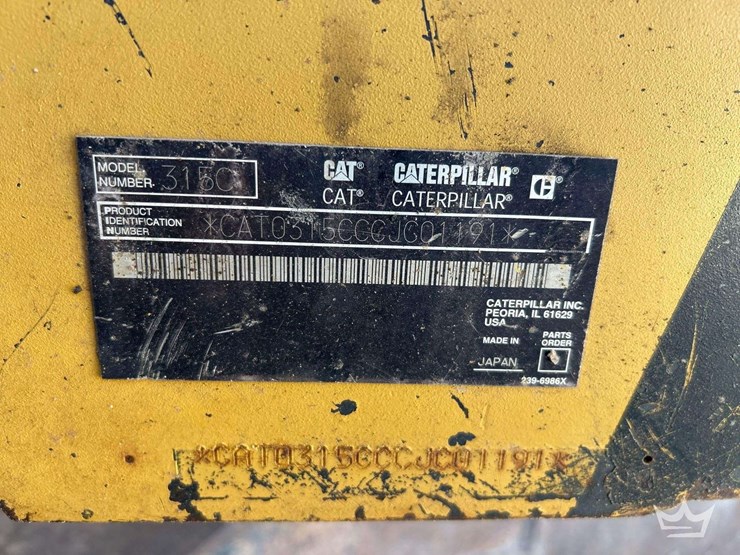 MODEL NUMBER 315C
CAT® CATERPILLAR® C®
CAT® CATERPILLAR®
PRODUCT IDENTIFICATION NUMBER *CAT0315CCCJC01191*
CATERPILLAR INC.
PEORIA, IL 61629
USA
MADE IN JAPAN
PARTS ORDER
239-6986X
*CAT0315CCCJC01191*